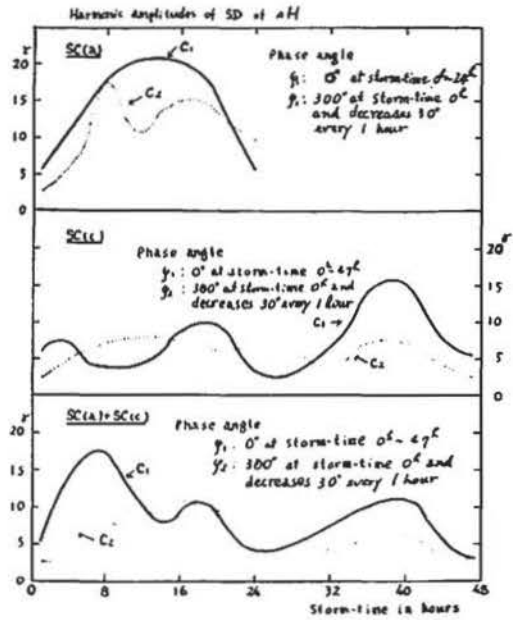 Harmonic amplitudes of SD of ΔH
γ
SC(a)
C₁
C₂
20
15
10
5
0
Phase angle
φ₁: 0° at storm-time 0ʰ~24ʰ
φ₂: 300° at storm-time 0ʰ
and decreases 30°
every 1 hour
SC(c)
γ
Phase angle
φ₁: 0° at storm-time 0ʰ~47ʰ
φ₂: 300° at storm-time 0ʰ and
decreases 30° every 1 hour
C₁ →
C₂
20
15
10
5
0
SC(a)+SC(c)
γ
Phase angle
φ₁: 0° at storm-time 0ʰ~47ʰ
φ₂: 300° at storm-time 0ʰ and
decreases 30° every 1 hour
C₁
C₂
20
15
10
5
0
0 8 16 24 32 40 48
Storm-time in hours